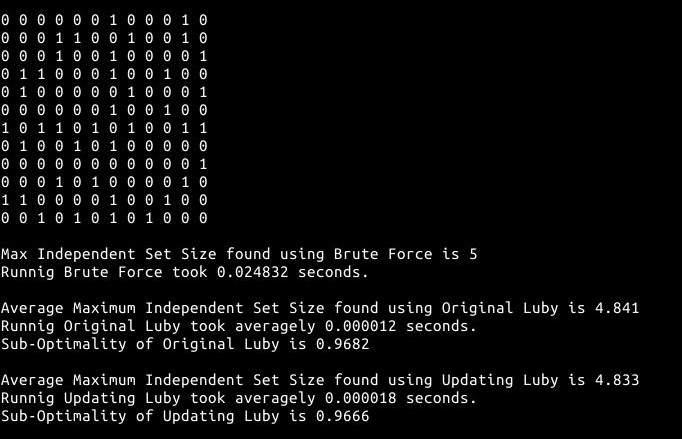 0 0 0 0 0 0 1 0 0 0 1 0
0 0 0 1 1 0 0 1 0 0 1 0
0 0 0 1 0 0 1 0 0 0 0 1
0 1 1 0 0 0 1 0 0 1 0 0
0 1 0 0 0 0 0 1 0 0 0 1
0 0 0 0 0 0 1 0 0 1 0 0
1 0 1 1 0 1 0 1 0 0 1 1
0 1 0 0 1 0 1 0 0 0 0 0
0 0 0 0 0 0 0 0 0 0 0 1
0 0 0 1 0 1 0 0 0 0 1 0
1 1 0 0 0 0 1 0 0 1 0 0
0 0 1 0 1 0 1 0 1 0 0 0
Max Independent Set Size found using Brute Force is 5
Runnig Brute Force took 0.024832 seconds.
Average Maximum Independent Set Size found using Original Luby is 4.841
Runnig Original Luby took averagely 0.000012 seconds.
Sub-Optimality of Original Luby is 0.9682
Average Maximum Independent Set Size found using Updating Luby is 4.833
Runnig Updating Luby took averagely 0.000018 seconds.
Sub-Optimality of Updating Luby is 0.9666